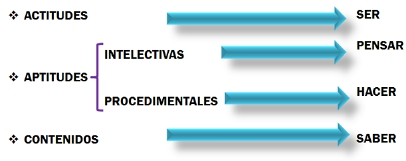 ❖ ACTITUDES SER
INTELECTIVAS PENSAR
❖ APTITUDES
PROCEDIMENTALES HACER
❖ CONTENIDOS SABER